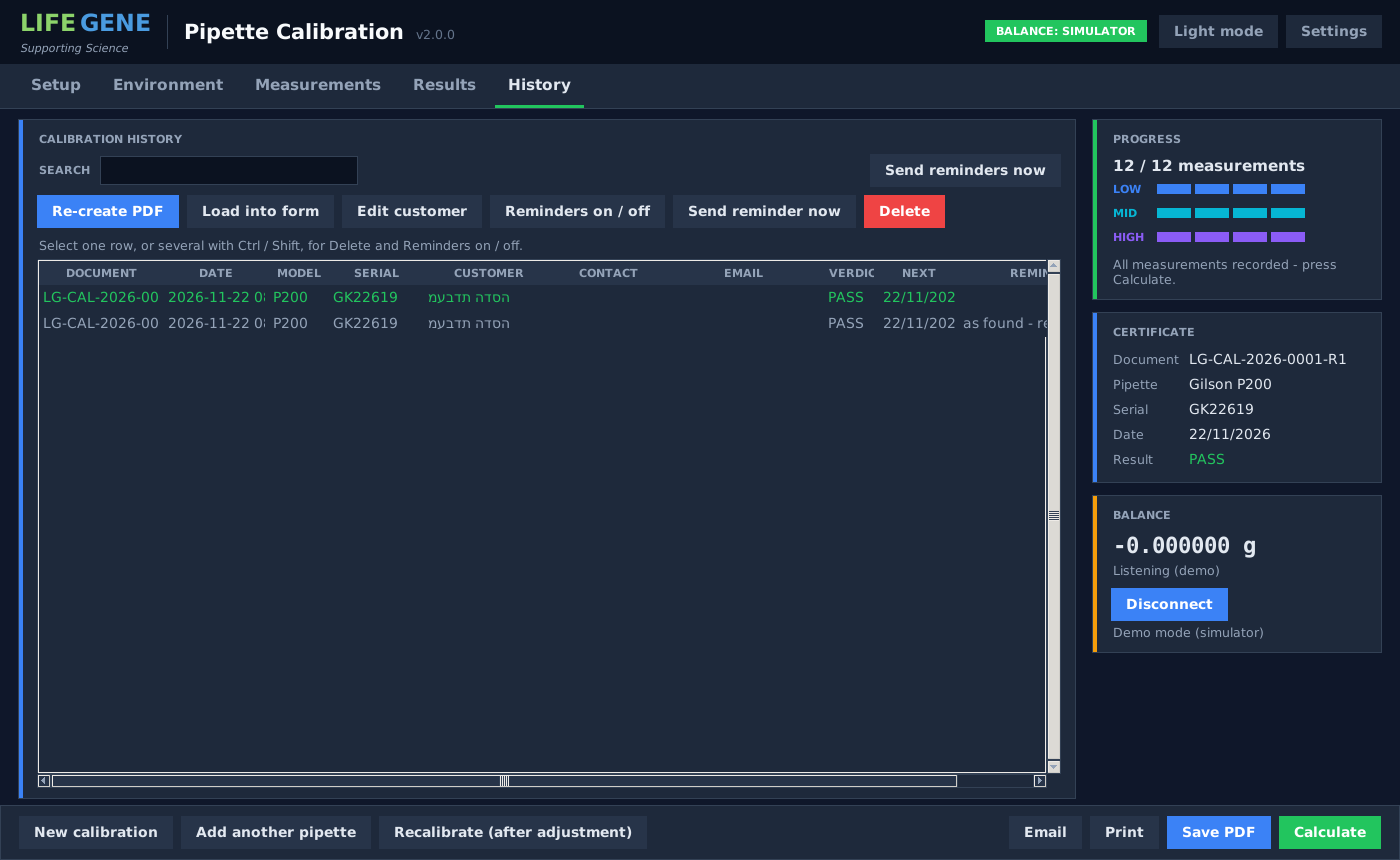 LIFE GENE
Supporting Science
Pipette Calibration v2.0.0
BALANCE: SIMULATOR
Light mode
Settings
Setup Environment Measurements Results History
CALIBRATION HISTORY
SEARCH
Send reminders now
Re-create PDF Load into form Edit customer Reminders on / off Send reminder now Delete
Select one row, or several with Ctrl / Shift, for Delete and Reminders on / off.
DOCUMENT DATE MODEL SERIAL CUSTOMER CONTACT EMAIL VERDIC NEXT REMIN
LG-CAL-2026-00 2026-11-22 08 P200 GK22619 מעבדת הדסה PASS 22/11/202
LG-CAL-2026-00 2026-11-22 08 P200 GK22619 מעבדת הדסה PASS 22/11/202 as found - re
PROGRESS
12 / 12 measurements
LOW
MID
HIGH
All measurements recorded - press
Calculate.
CERTIFICATE
Document LG-CAL-2026-0001-R1
Pipette Gilson P200
Serial GK22619
Date 22/11/2026
Result PASS
BALANCE
-0.000000 g
Listening (demo)
Disconnect
Demo mode (simulator)
New calibration Add another pipette Recalibrate (after adjustment)
Email Print Save PDF Calculate